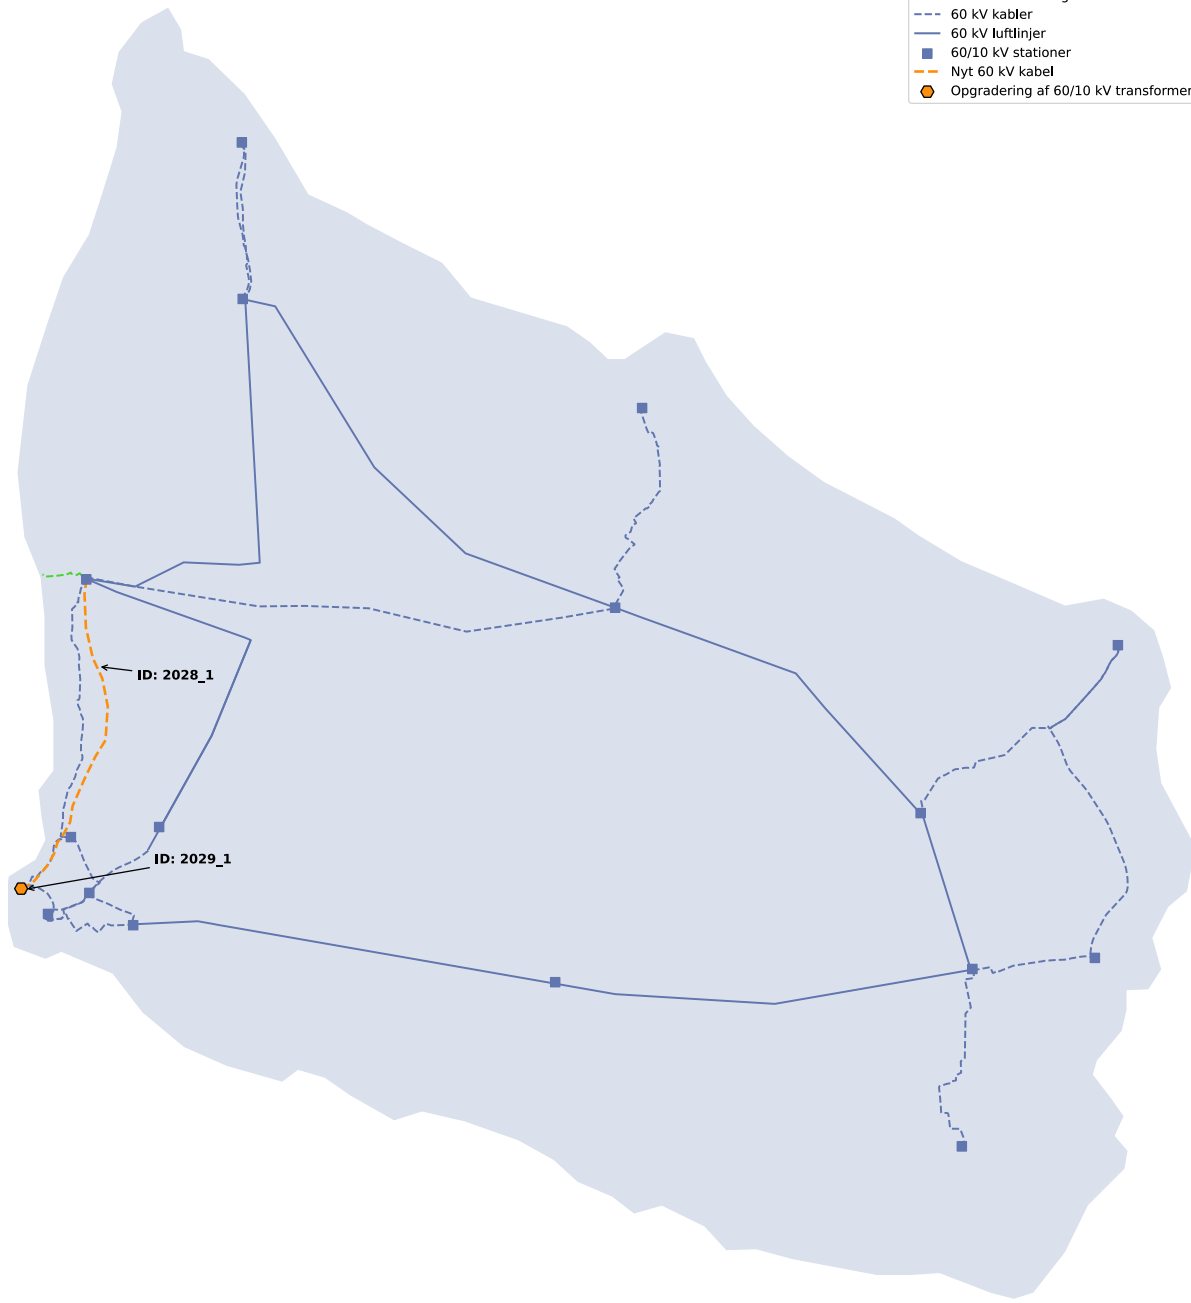 60 kV kabler
60 kV luftlinjer
60/10 kV stationer
Nyt 60 kV kabel
Opgradering af 60/10 kV transformer
ID: 2028_1
ID: 2029_1